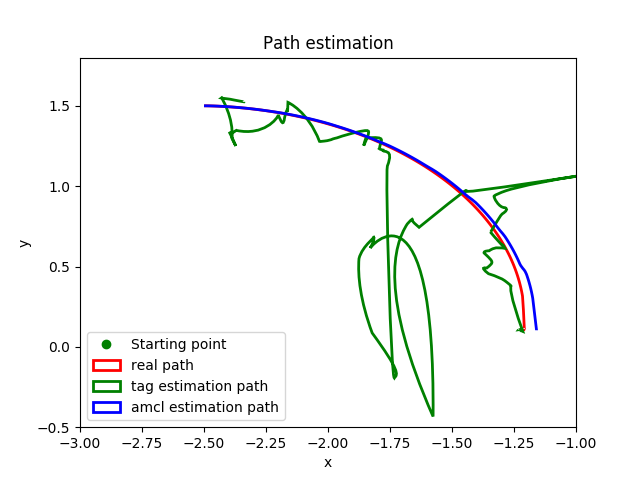 Path estimation
y
1.5
1.0
0.5
0.0
−0.5
Starting point
real path
tag estimation path
amcl estimation path
−3.00 −2.75 −2.50 −2.25 −2.00 −1.75 −1.50 −1.25 −1.00
x